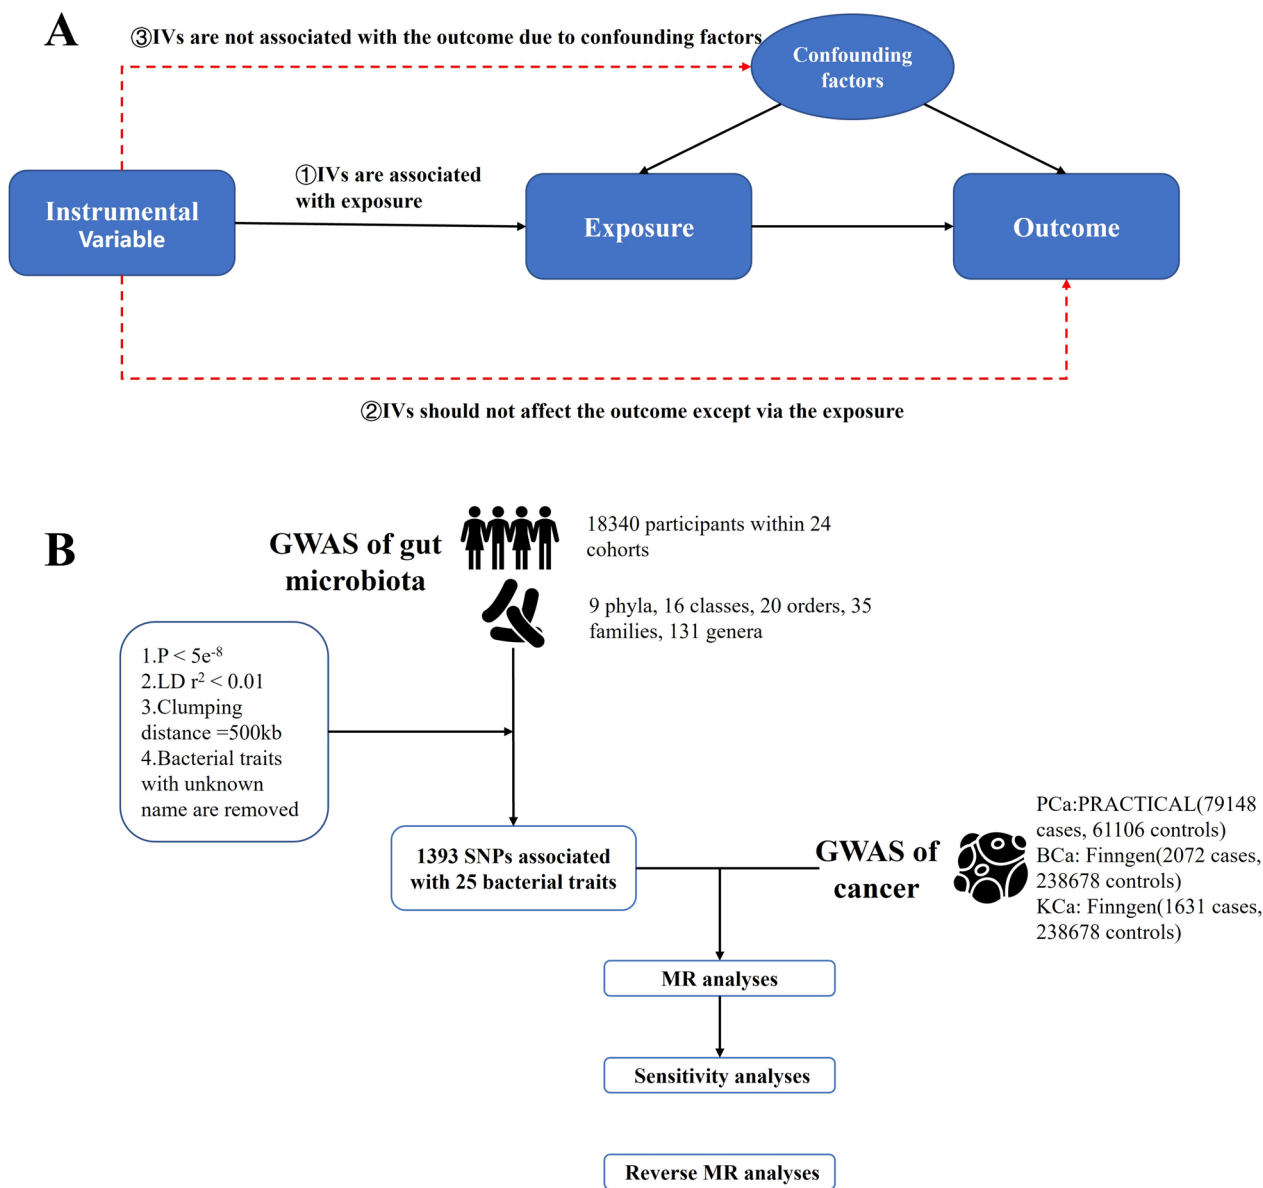 A
③IVs are not associated with the outcome due to confounding factors
Confounding
factors
①IVs are associated
with exposure
Instrumental
Variable
Exposure
Outcome
②IVs should not affect the outcome except via the exposure
B
GWAS of gut
microbiota
18340 participants within 24
cohorts
9 phyla, 16 classes, 20 orders, 35
families, 131 genera
1.P < 5e-8
2.LD r2 < 0.01
3.Clumping
distance =500kb
4.Bacterial traits
with unknown
name are removed
1393 SNPs associated
with 25 bacterial traits
GWAS of
cancer
PCa:PRACTICAL(79148
cases, 61106 controls)
BCa: Finngen(2072 cases,
238678 controls)
KCa: Finngen(1631 cases,
238678 controls)
MR analyses
Sensitivity analyses
Reverse MR analyses